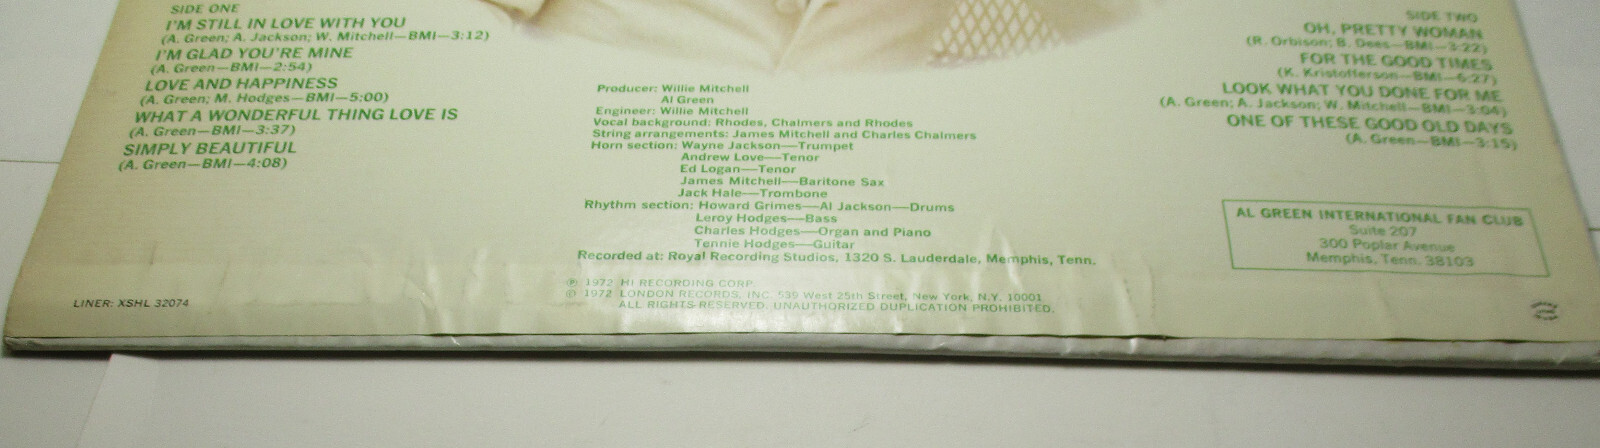 SIDE ONE
I'M STILL IN LOVE WITH YOU
(A. Green; A. Jackson; W. Mitchell—BMI—3:12)
I'M GLAD YOU'RE MINE
(A. Green—BMI—2:54)
LOVE AND HAPPINESS
(A. Green; M. Hodges—BMI—5:00)
WHAT A WONDERFUL THING LOVE IS
(A. Green—BMI—3:37)
SIMPLY BEAUTIFUL
(A. Green—BMI—4:08)
Producer: Willie Mitchell
Al Green
Engineer: Willie Mitchell
Vocal background: Rhodes, Chalmers and Rhodes
String arrangements: James Mitchell and Charles Chalmers
Horn section: Wayne Jackson—Trumpet
Andrew Love—Tenor
Ed Logan—Tenor
James Mitchell—Baritone Sax
Jack Hale—Trombone
Rhythm section: Howard Grimes—Al Jackson—Drums
Leroy Hodges—Bass
Charles Hodges—Organ and Piano
Tennie Hodges—Guitar
Recorded at: Royal Recording Studios, 1320 S. Lauderdale, Memphis, Tenn.
℗ 1972 HI RECORDING CORP.
© 1972 LONDON RECORDS, INC. 539 West 25th Street, New York, N.Y. 10001
ALL RIGHTS RESERVED. UNAUTHORIZED DUPLICATION PROHIBITED.
SIDE TWO
OH, PRETTY WOMAN
(R. Orbison; B. Dees—BMI—3:22)
FOR THE GOOD TIMES
(K. Kristofferson—BMI—6:27)
LOOK WHAT YOU DONE FOR ME
(A. Green; A. Jackson; W. Mitchell—BMI—3:04)
ONE OF THESE GOOD OLD DAYS
(A. Green—BMI—3:15)
AL GREEN INTERNATIONAL FAN CLUB
Suite 207
300 Poplar Avenue
Memphis, Tenn. 38103
LINER: XSHL 32074